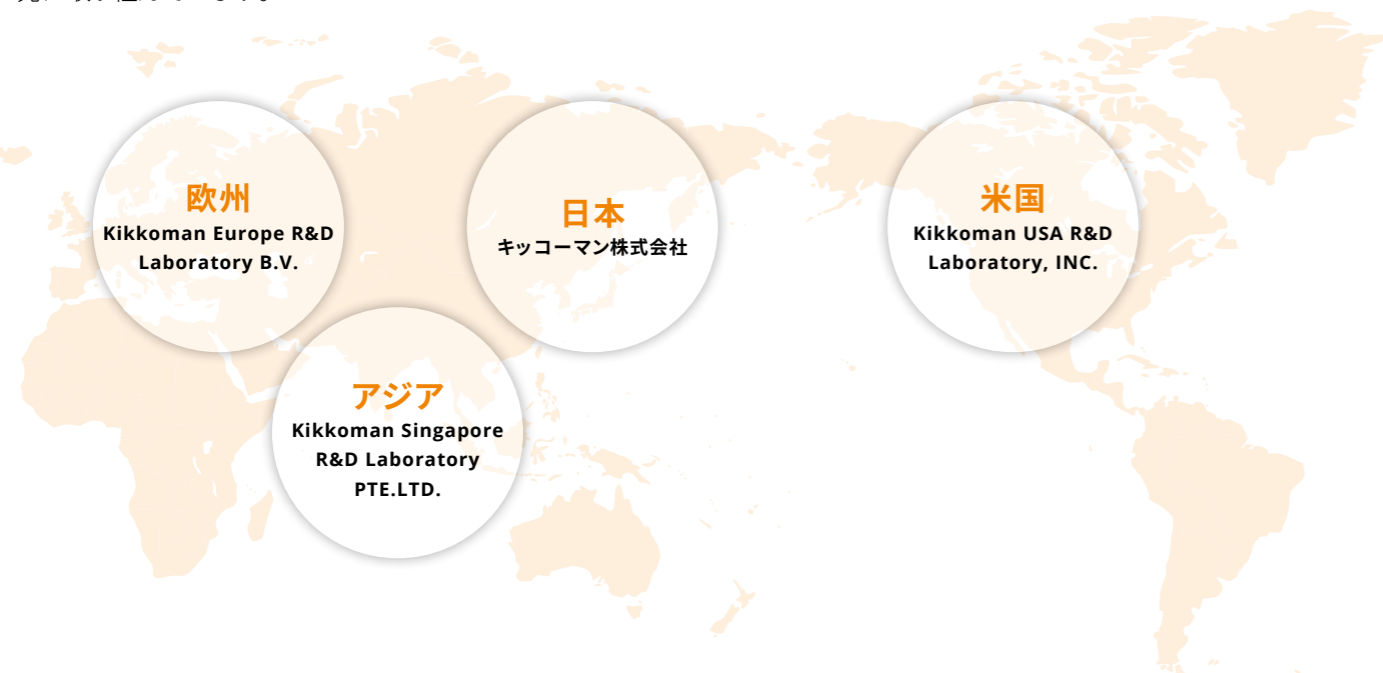 欧州
Kikkoman Europe R&D
Laboratory B.V.
日本
キッコーマン株式会社
米国
Kikkoman USA R&D
Laboratory, INC.
アジア
Kikkoman Singapore
R&D Laboratory
PTE.LTD.